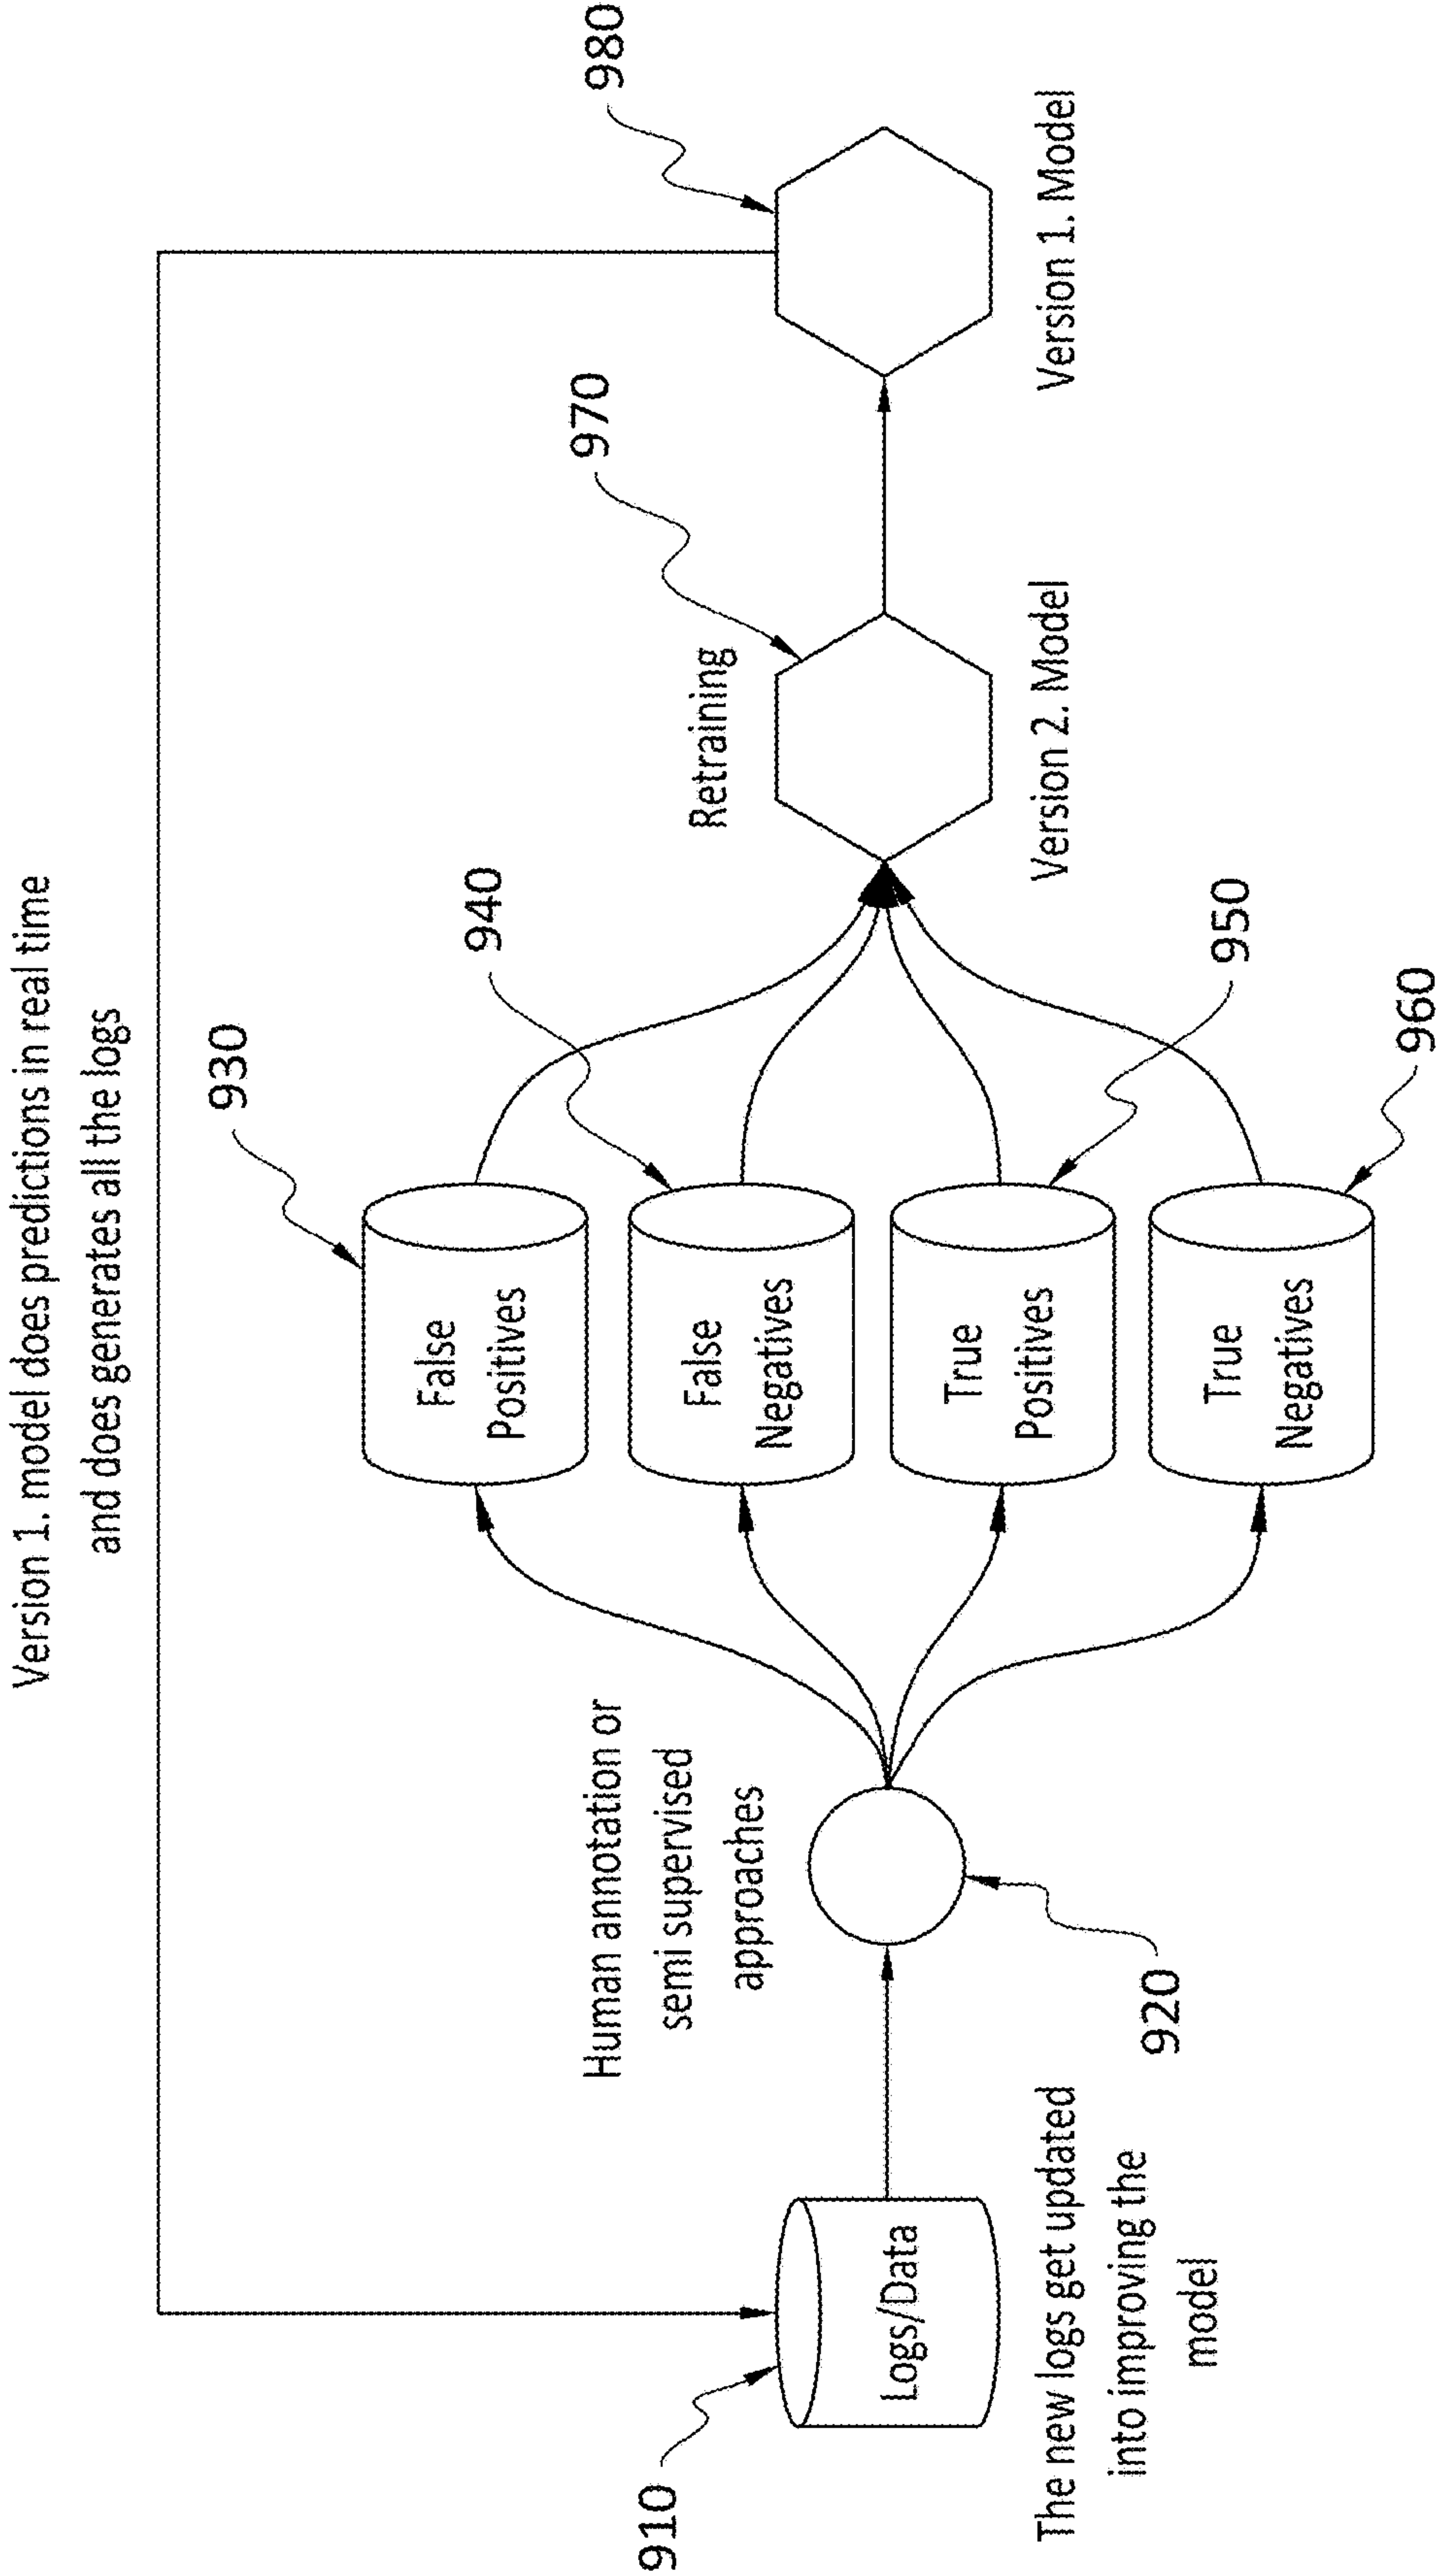 Version 1. model does predictions in real time
and does generates all the logs
910
Logs/Data
The new logs get updated
into improving the
model
Human annotation or
semi supervised
approaches
920
930
False
Positives
940
False
Negatives
950
True
Positives
960
True
Negatives
Retraining
970
Version 2. Model
980
Version 1. Model